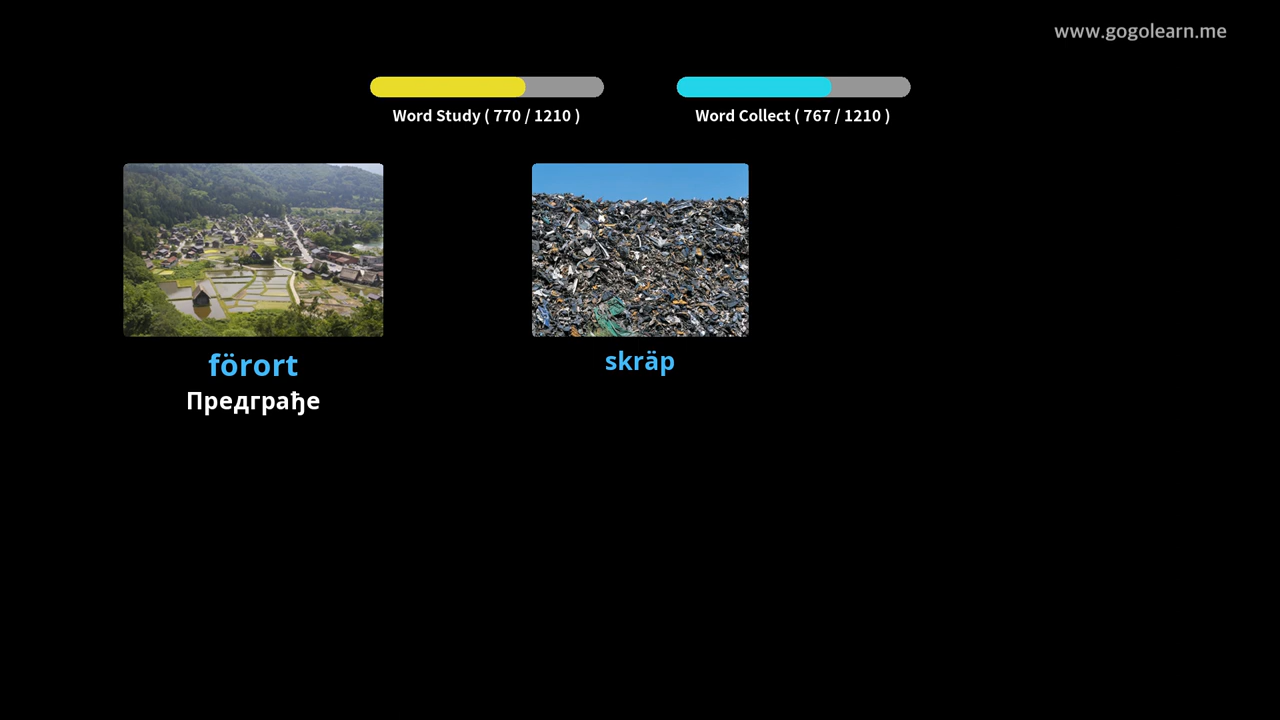 www.gogolearn.me
Word Study ( 770 / 1210 )
Word Collect ( 767 / 1210 )
förort
Предграђе
skräp